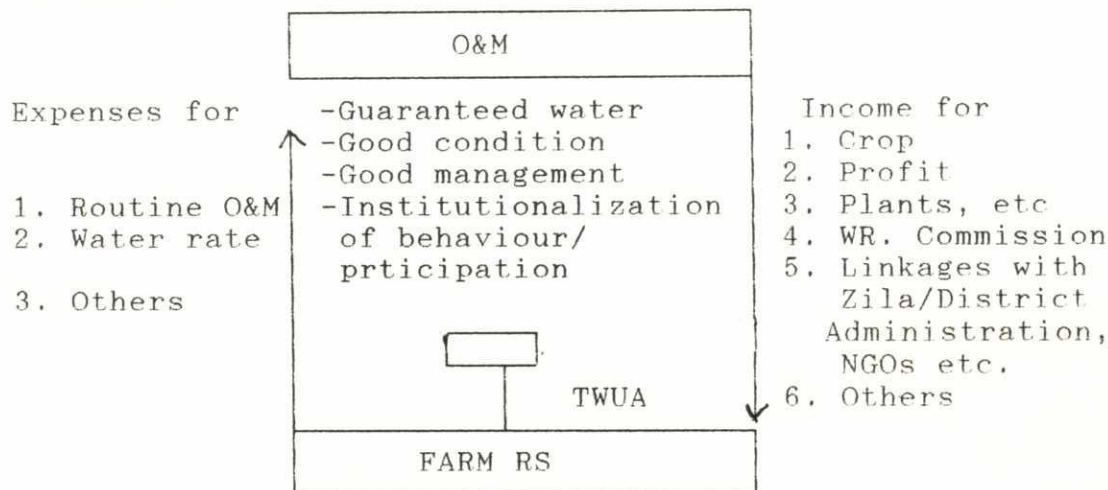 O&M
Expenses for
1. Routine O&M
2. Water rate
3. Others
-Guaranteed water
-Good condition
-Good management
-Institutionalization
of behaviour/
prticipation
Income for
1. Crop
2. Profit
3. Plants, etc
4. WR. Commission
5. Linkages with
Zila/District
Administration,
NGOs etc.
6. Others
TWUA
FARM RS